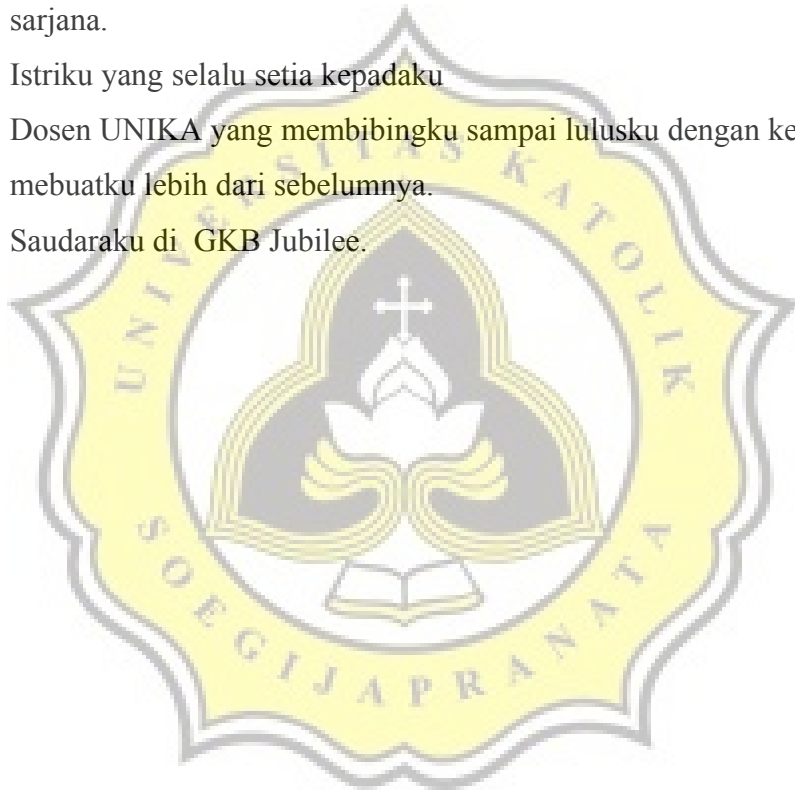 sarjana.
Istriku yang selalu setia kepadaku
Dosen UNIKA yang membibingku sampai lulusku dengan ke
mebuatku lebih dari sebelumnya.
Saudaraku di GKB Jubilee.
UNIVERSITAS KATOLIK
SOEGIJAPRANATA